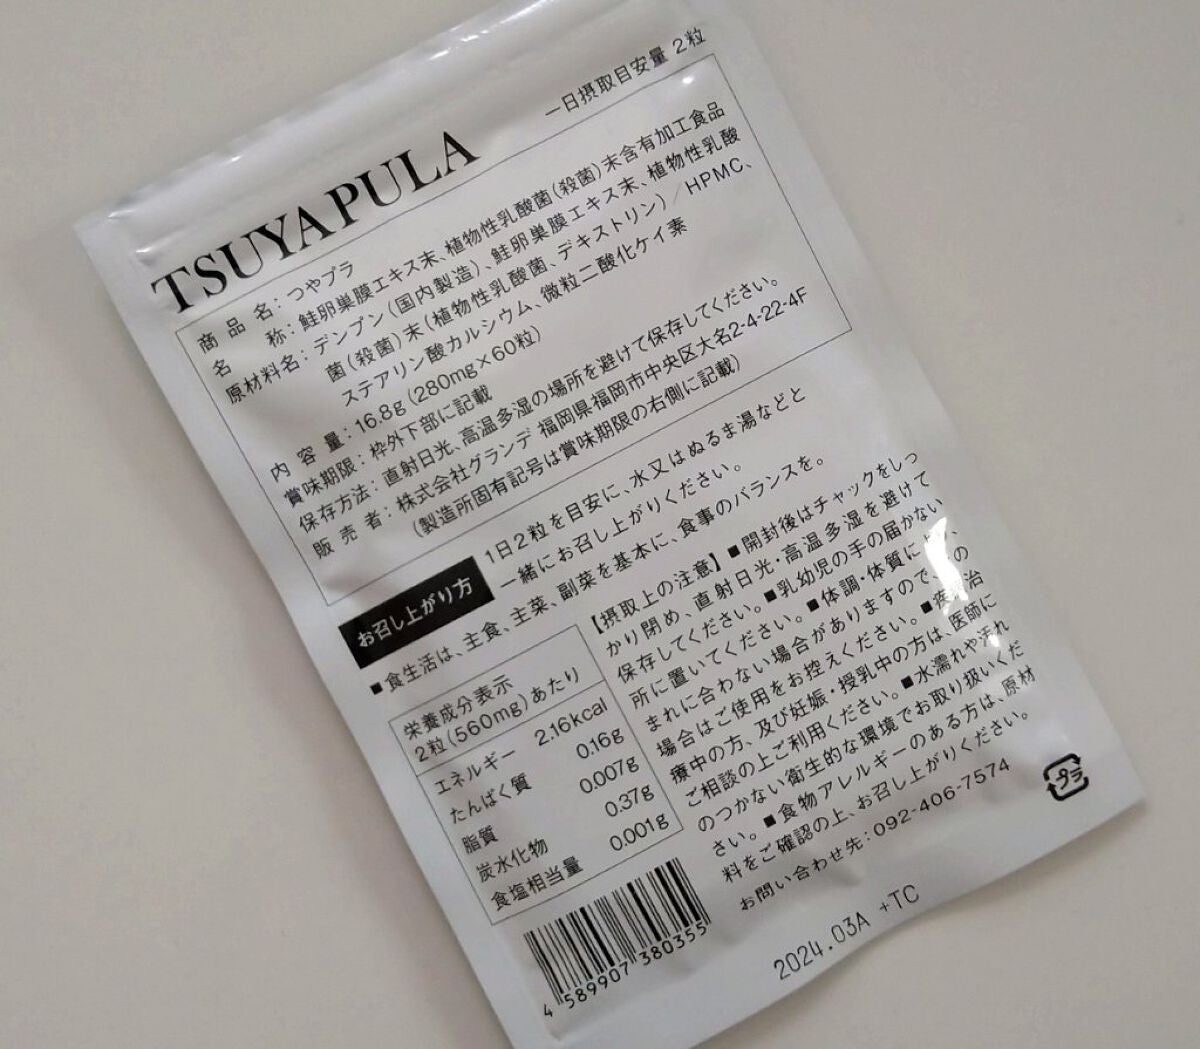 一日摂取目安量 2粒
TSUYAPULA
商品名：つやプラ
名称：鮭卵巣膜エキス末、植物性乳酸菌(殺菌)末含有加工食品
原材料名：デンプン(国内製造)、鮭卵巣膜エキス末、植物性乳酸
菌(殺菌)末(植物性乳酸菌、デキストリン)／HPMC、
ステアリン酸カルシウム、微粒二酸化ケイ素
内容量：16.8g(280mg×60粒)
賞味期限：枠外下部に記載
保存方法：直射日光、高温多湿の場所を避けて保存してください。
販売者：株式会社グランデ 福岡県福岡市中央区大名2-4-22-4F
(製造所固有記号は賞味期限の右側に記載)
お召し上がり方
1日2粒を目安に、水又はぬるま湯などと
一緒にお召し上がりください。
■食生活は、主食、主菜、副菜を基本に、食事のバランスを。
栄養成分表示
2粒(560mg)あたり
エネルギー 2.16kcal
たんぱく質 0.16g
脂質 0.007g
炭水化物 0.37g
食塩相当量 0.001g
【摂取上の注意】■開封後はチャックをしっ
かり閉め、直射日光・高温多湿を避けて
保存してください。■乳幼児の手の届かない
所に置いてください。■体調・体質に
まれに合わない場合がありますので、その
場合はご使用をお控えください。■疾病治
療中の方、及び妊娠・授乳中の方は、医師に
ご相談の上ご利用ください。■水濡れや汚れ
のつかない衛生的な環境でお取り扱いくだ
さい。■食物アレルギーのある方は、原材
料をご確認の上、お召し上がりください。
お問い合わせ先：092-406-7574
プラ
4 589907 380355
2024.03A +TC